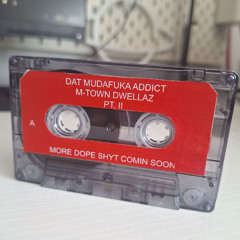 DAT MUDAFUKA ADDICT
M-TOWN DWELLAZ
PT. II
A
MORE DOPE SHYT COMIN SOON